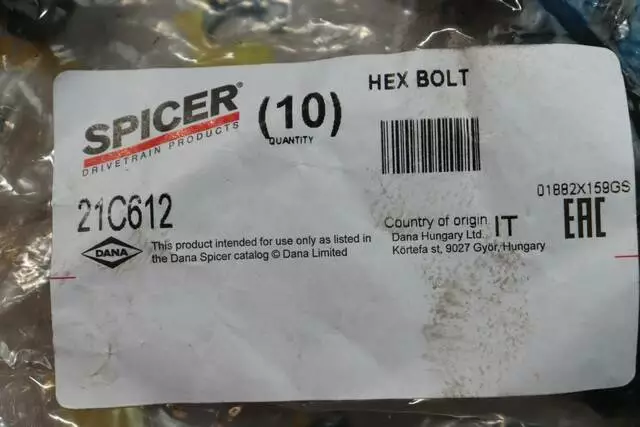 HEX BOLT
SPICER®
DRIVETRAIN PRODUCTS
(10)
QUANTITY
01882X159GS
21C612
EAC
Country of origin IT
Dana Hungary Ltd.
Körtefa st, 9027 Győr, Hungary
DANA
This product intended for use only as listed in
the Dana Spicer catalog © Dana Limited